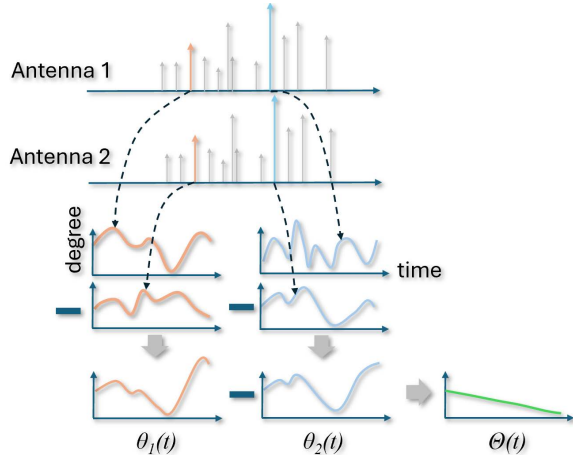 Antenna 1
Antenna 2
degree
time
θ₁(t)
θ₂(t)
Θ(t)